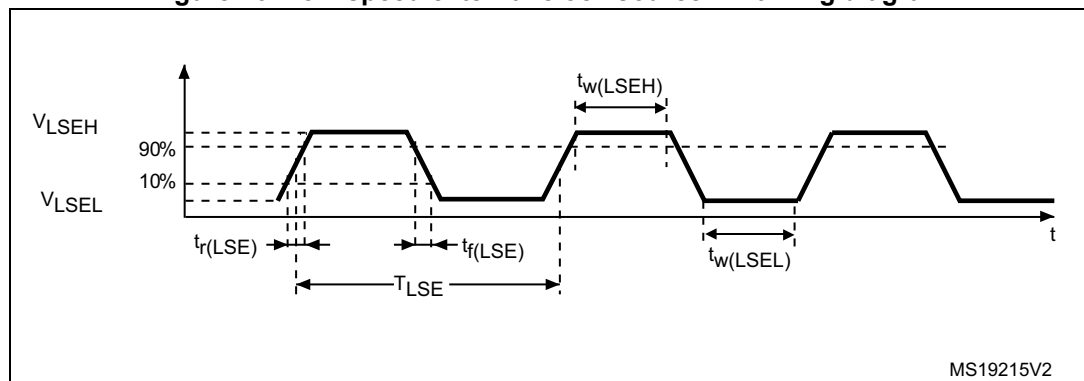 V_LSEH
90%
10%
V_LSEL
t_w(LSEH)
t_r(LSE)
t_f(LSE)
T_LSE
t_w(LSEL)
t
MS19215V2